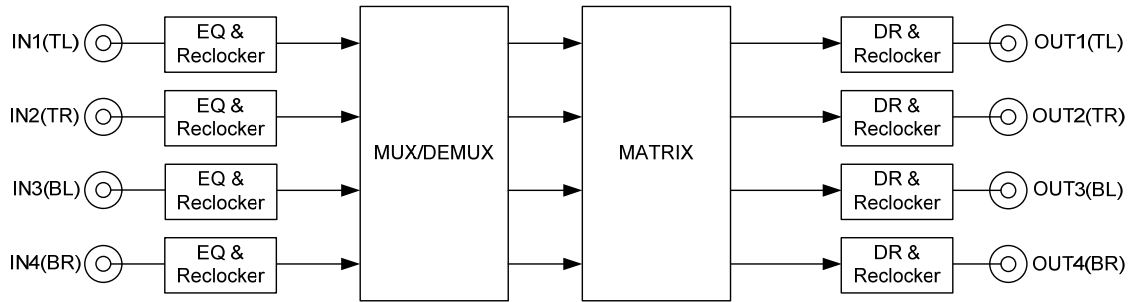 IN1(TL)
EQ &
Reclocker
DR &
Reclocker
OUT1(TL)
IN2(TR)
EQ &
Reclocker
DR &
Reclocker
OUT2(TR)
MUX/DEMUX
MATRIX
IN3(BL)
EQ &
Reclocker
DR &
Reclocker
OUT3(BL)
IN4(BR)
EQ &
Reclocker
DR &
Reclocker
OUT4(BR)